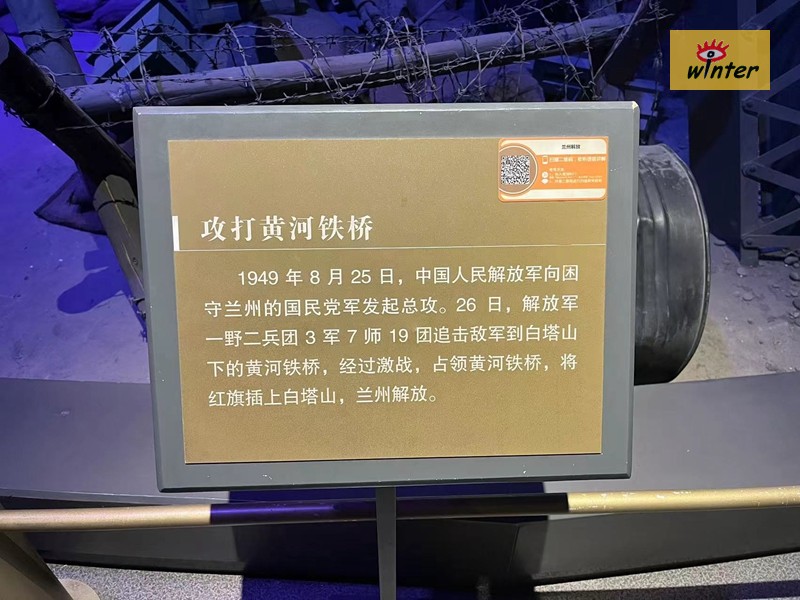 winter
兰州解放
攻打黄河铁桥
1949 年 8 月 25 日，中国人民解放军向困
守兰州的国民党军发起总攻。26 日，解放军
一野二兵团 3 军 7 师 19 团追击敌军到白塔山
下的黄河铁桥，经过激战，占领黄河铁桥，将
红旗插上白塔山，兰州解放。